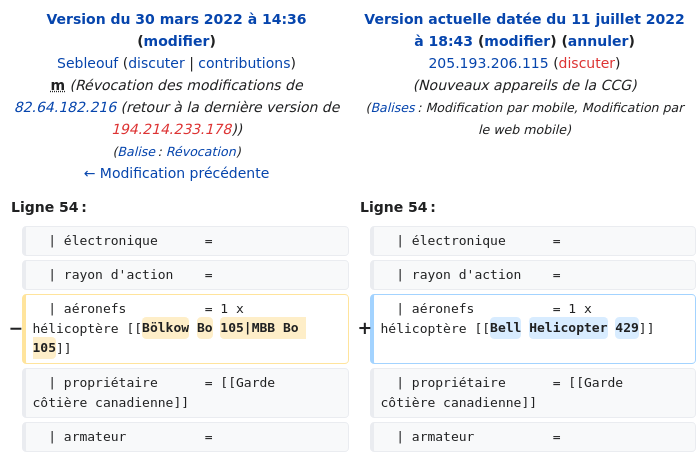 Version du 30 mars 2022 à 14:36
(modifier)
Sebleouf (discuter | contributions)
m (Révocation des modifications de
82.64.182.216 (retour à la dernière version de
194.214.233.178))
(Balise : Révocation)
← Modification précédente
Version actuelle datée du 11 juillet 2022
à 18:43 (modifier) (annuler)
205.193.206.115 (discuter)
(Nouveaux appareils de la CCG)
(Balises : Modification par mobile, Modification par
le web mobile)
Ligne 54 :
| électronique      =
| rayon d'action    =
− | aéronefs          = 1 x
hélicoptère [[Bölkow Bo 105|MBB Bo
105]]
| propriétaire      = [[Garde
côtière canadienne]]
| armateur          =
Ligne 54 :
| électronique      =
| rayon d'action    =
+ | aéronefs          = 1 x
hélicoptère [[Bell Helicopter 429]]
| propriétaire      = [[Garde
côtière canadienne]]
| armateur          =